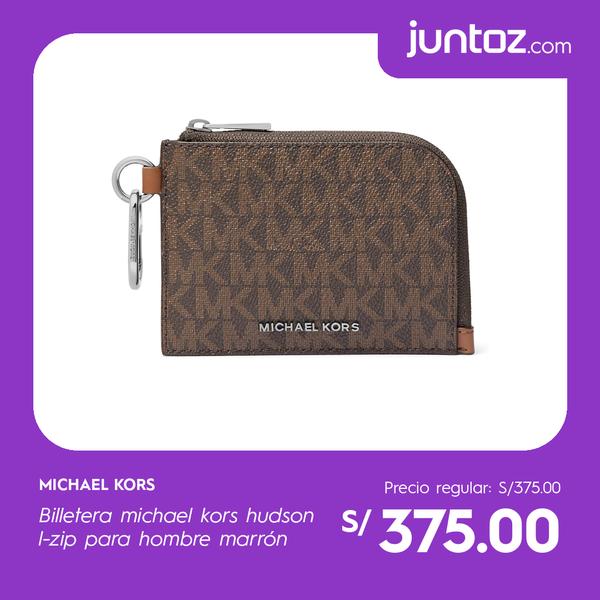 juntoz.com
MICHAEL KORS
MICHAEL KORS
Precio regular: S/375.00
Billetera michael kors hudson
l-zip para hombre marrón
S/ 375.00